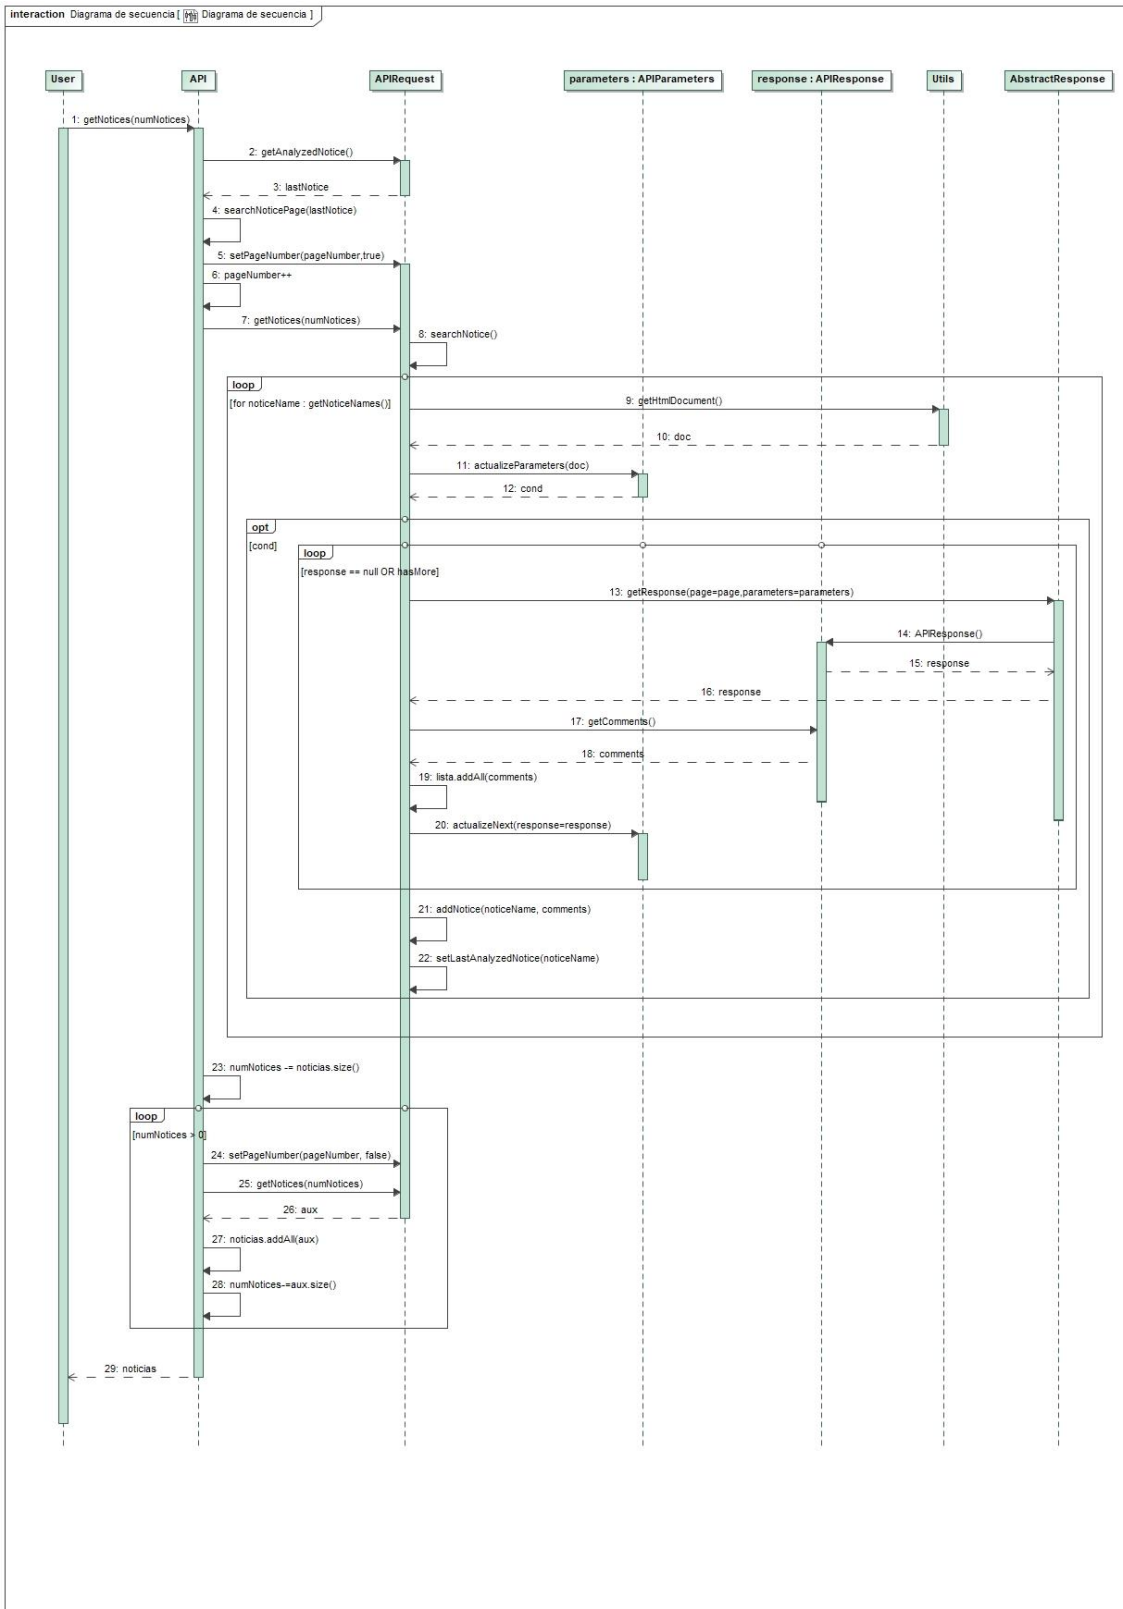 interaction Diagrama de secuencia [ Diagrama de secuencia ]
User
API
APIRequest
parameters : APIParameters
response : APIResponse
Utils
AbstractResponse
1: getNotices(numNotices)
2: getAnalyzedNotice()
3: lastNotice
4: searchNoticePage(lastNotice)
5: setPageNumber(pageNumber,true)
6: pageNumber++
7: getNotices(numNotices)
8: searchNotice()
loop
[for noticeName : getNoticeNames()]
9: getHtmlDocument()
10: doc
11: actualizeParameters(doc)
12: cond
opt
[cond]
loop
[response == null OR hasMore]
13: getResponse(page=page,parameters=parameters)
14: APIResponse()
15: response
16: response
17: getComments()
18: comments
19: lista.addAll(comments)
20: actualizeNext(response=response)
21: addNotice(noticeName, comments)
22: setLastAnalyzedNotice(noticeName)
23: numNotices -= noticias.size()
loop
[numNotices > 0]
24: setPageNumber(pageNumber, false)
25: getNotices(numNotices)
26: aux
27: noticias.addAll(aux)
28: numNotices-=aux.size()
29: noticias